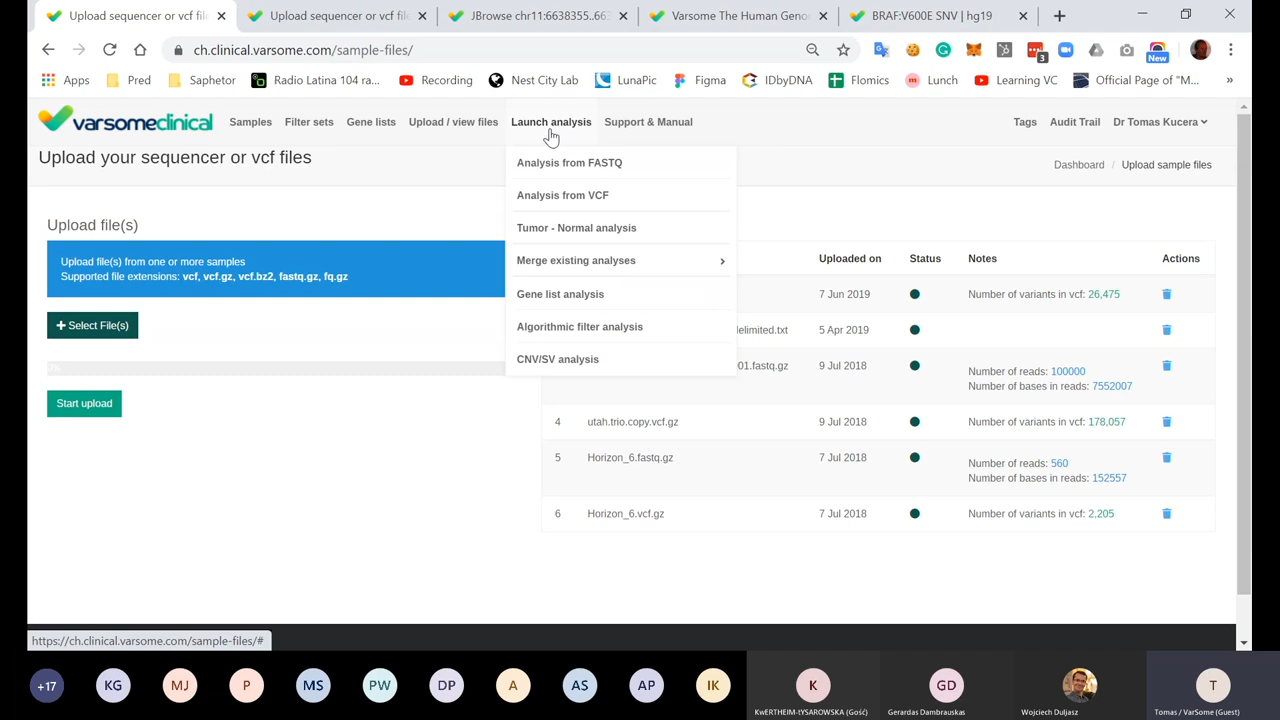 Upload sequencer or vcf files
Upload sequencer or vcf file
JBrowse chr11:6638355..663
Varsome The Human Geno
BRAF:V600E SNV | hg19
ch.clinical.varsome.com/sample-files/
3
New
Apps
Pred
Saphetor
Radio Latina 104 ra...
Recording
Nest City Lab
LunaPic
Figma
IDbyDNA
Flomics
Lunch
Learning VC
Official Page of "M...
»
varsomeclinical
Samples
Filter sets
Gene lists
Upload / view files
Launch analysis
Support & Manual
Tags
Audit Trail
Dr Tomas Kucera
Upload your sequencer or vcf files
Dashboard / Upload sample files
Analysis from FASTQ
Analysis from VCF
Tumor - Normal analysis
Merge existing analyses
Gene list analysis
Algorithmic filter analysis
CNV/SV analysis
Upload file(s)
Upload file(s) from one or more samples
Supported file extensions: vcf, vcf.gz, vcf.bz2, fastq.gz, fq.gz
+ Select File(s)
Start upload
Uploaded on Status Notes Actions
7 Jun 2019 Number of variants in vcf: 26,475
elimited.txt 5 Apr 2019
01.fastq.gz 9 Jul 2018 Number of reads: 100000
Number of bases in reads: 7552007
4 utah.trio.copy.vcf.gz 9 Jul 2018 Number of variants in vcf: 178,057
5 Horizon_6.fastq.gz 7 Jul 2018 Number of reads: 560
Number of bases in reads: 152557
6 Horizon_6.vcf.gz 7 Jul 2018 Number of variants in vcf: 2,205
https://ch.clinical.varsome.com/sample-files/#
+17
KG
MJ
P
MS
PW
DP
A
AS
AP
IK
K
GD
T
KwERTHEIM-tYSAROWSKA (Gość)
Gerardas Dambrauskas
Wojciech Duljasz
Tomas / VarSome (Guest)